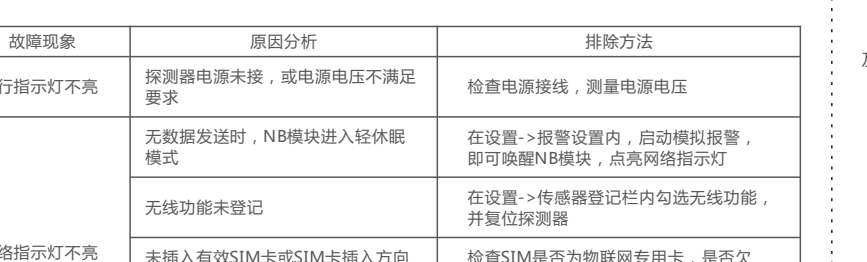 故障现象 原因分析 排除方法
行指示灯不亮
探测器电源未接，或电源电压不满足
要求
检查电源接线，测量电源电压
无数据发送时，NB模块进入轻休眠
模式
在设置->报警设置内，启动模拟报警，
即可唤醒NB模块，点亮网络指示灯
无线功能未登记
在设置->传感器登记栏内勾选无线功能，
并复位探测器
络指示灯不亮
未插入有效SIM卡或SIM卡插入方向
检查SIM是否为物联网专用卡，是否欠